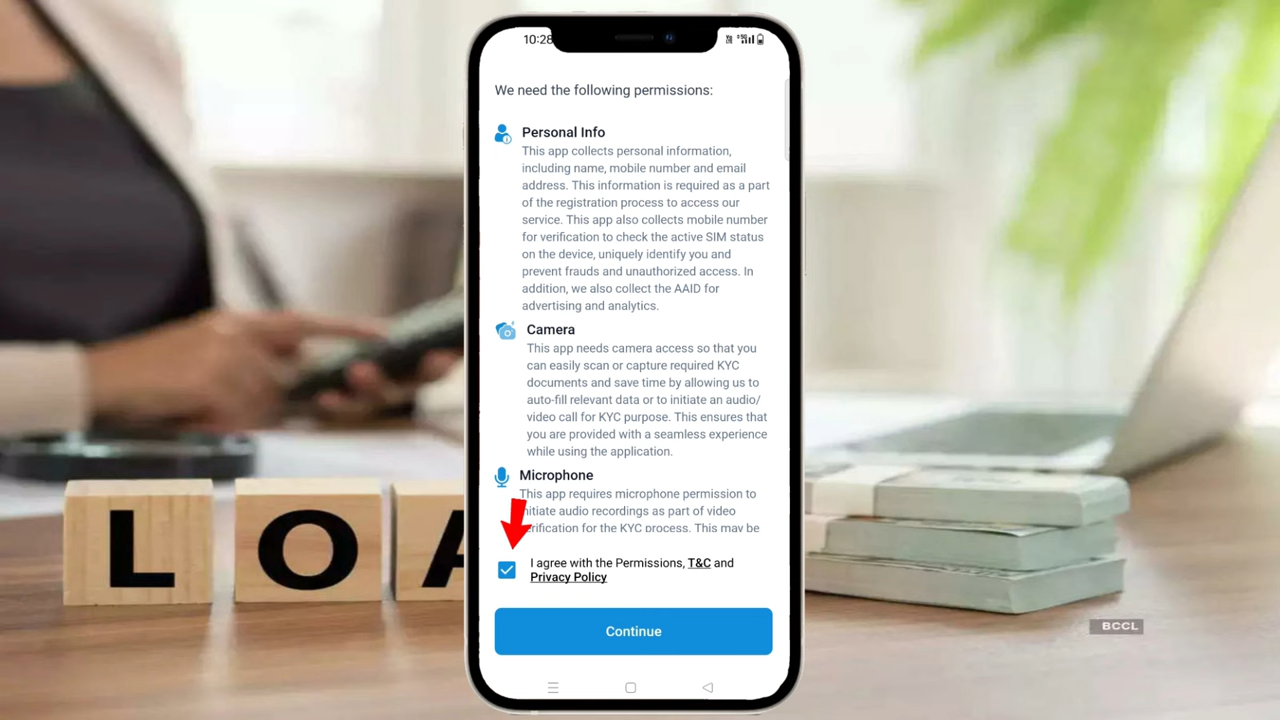 10:28
We need the following permissions:
Personal Info
This app collects personal information,
including name, mobile number and email
address. This information is required as a part
of the registration process to access our
service. This app also collects mobile number
for verification to check the active SIM status
on the device, uniquely identify you and
prevent frauds and unauthorized access. In
addition, we also collect the AAID for
advertising and analytics.
Camera
This app needs camera access so that you
can easily scan or capture required KYC
documents and save time by allowing us to
auto-fill relevant data or to initiate an audio/
video call for KYC purpose. This ensures that
you are provided with a seamless experience
while using the application.
Microphone
This app requires microphone permission to
initiate audio recordings as part of video
verification for the KYC process. This may be
I agree with the Permissions, T&C and
Privacy Policy
Continue
LOA
BCCL